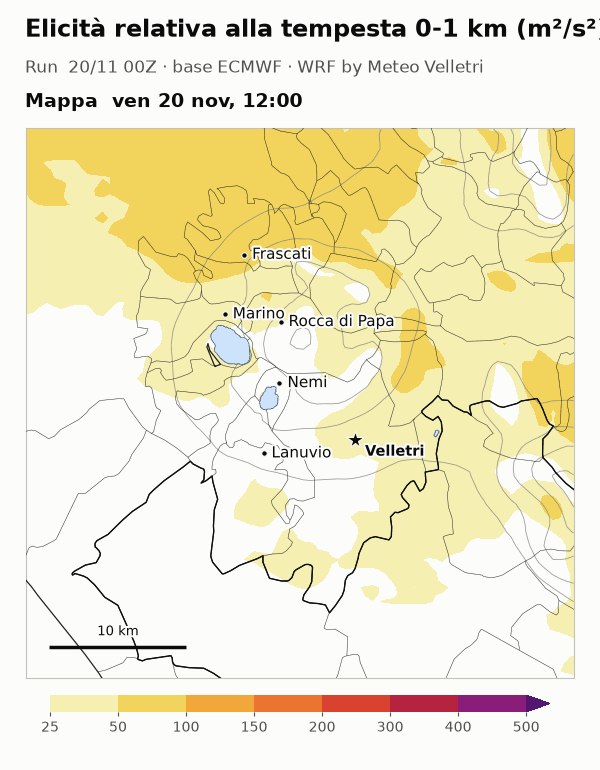 Elicità relativa alla tempesta 0-1 km (m²/s²)
Run  20/11 00Z · base ECMWF · WRF by Meteo Velletri
Mappa  ven 20 nov, 12:00
Frascati
Marino
Rocca di Papa
Nemi
Velletri
Lanuvio
10 km
25 50 100 150 200 300 400 500